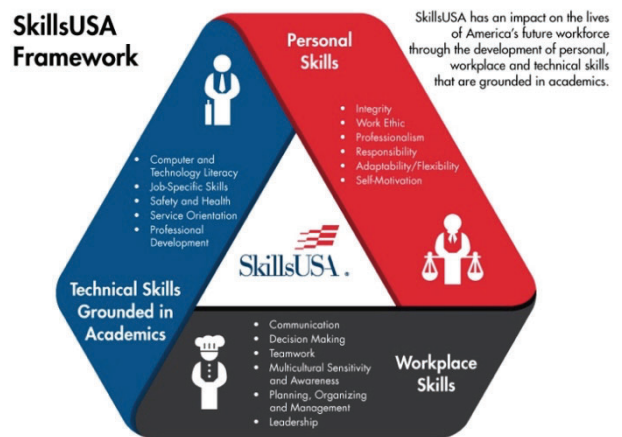 SkillsUSA
Framework
SkillsUSA has an impact on the lives
of America's future workforce
through the development of personal,
workplace and technical skills
that are grounded in academics.
Personal
Skills
• Integrity
• Work Ethic
• Professionalism
• Responsibility
• Adaptability/Flexibility
• Self-Motivation
• Computer and
Technology Literacy
• Job-Specific Skills
• Safety and Health
• Service Orientation
• Professional
Development
Technical Skills
Grounded in
Academics
SkillsUSA®
• Communication
• Decision Making
• Teamwork
• Multicultural Sensitivity
and Awareness
• Planning, Organizing
and Management
• Leadership
Workplace
Skills